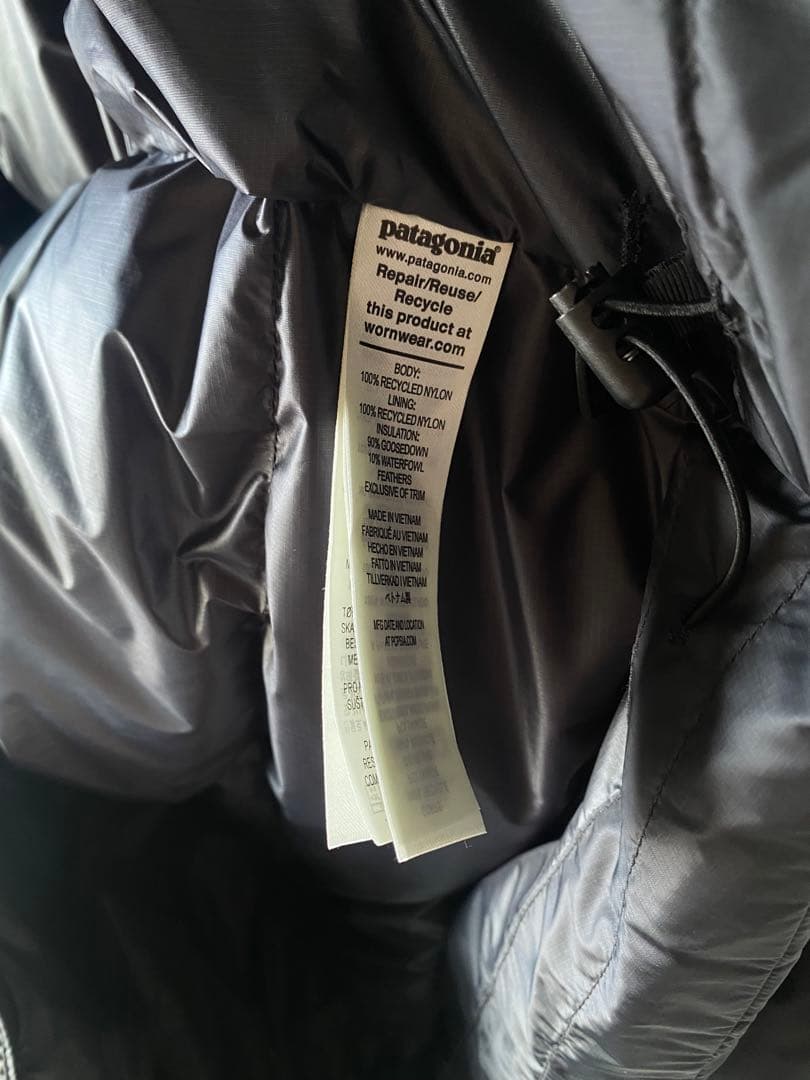 patagonia®
www.patagonia.com
Repair/Reuse/
Recycle
this product at
wornwear.com
BODY:
100% RECYCLED NYLON
LINING:
100% RECYCLED NYLON
INSULATION:
90% GOOSEDOWN
10% WATERFOWL
FEATHERS
EXCLUSIVE OF TRIM
MADE IN VIETNAM
FABRIQUÉ AU VIETNAM
HECHO EN VIETNAM
FATTO IN VIETNAM
TILLVERKAD I VIETNAM
ベトナム製
MFG DATE AND LOCATION
AT PCPSIA.COM